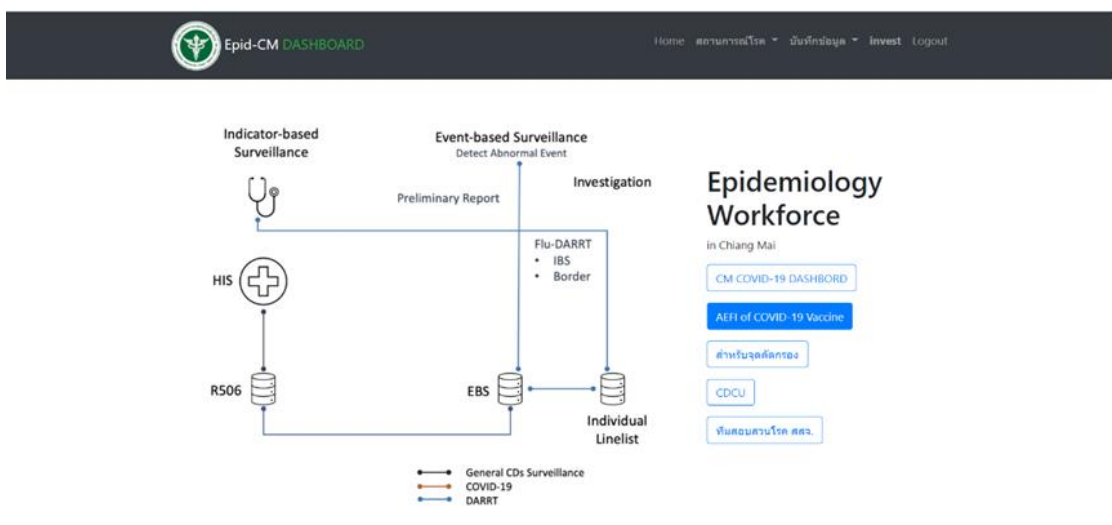 Epid-CM DASHBOARD
Home สถานการณ์โรค บันทึกข้อมูล invest Logout
Indicator-based
Surveillance
Event-based Surveillance
Detect Abnormal Event
Investigation
Preliminary Report
Flu-DARRT
• IBS
• Border
HIS
R506
EBS
Individual
Linelist
General CDs Surveillance
COVID-19
DARRT
Epidemiology
Workforce
in Chiang Mai
CM COVID-19 DASHBORD
AEFI of COVID-19 Vaccine
สำหรับจุดคัดกรอง
CDCU
ทีมสอบสวนโรค สสจ.